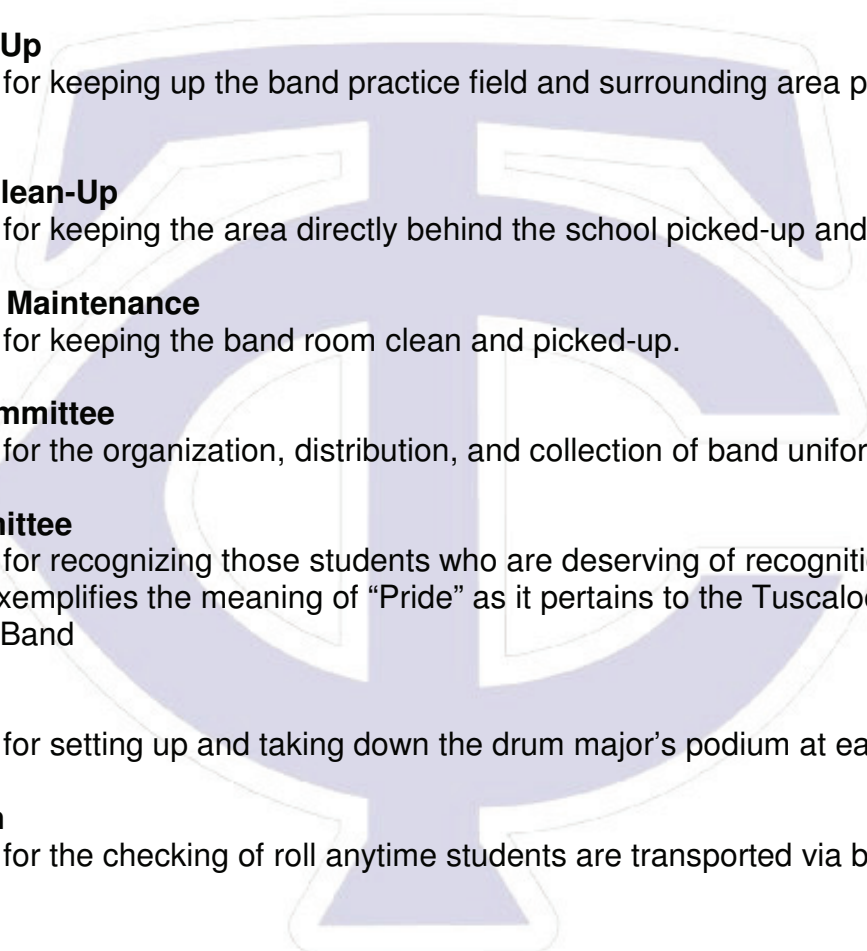 Up
for keeping up the band practice field and surrounding area p
lean-Up
for keeping the area directly behind the school picked-up and
Maintenance
for keeping the band room clean and picked-up.
mmittee
for the organization, distribution, and collection of band unifor
ittee
for recognizing those students who are deserving of recogniti
xemplifies the meaning of “Pride” as it pertains to the Tuscaloo
Band
for setting up and taking down the drum major’s podium at ea
for the checking of roll anytime students are transported via b